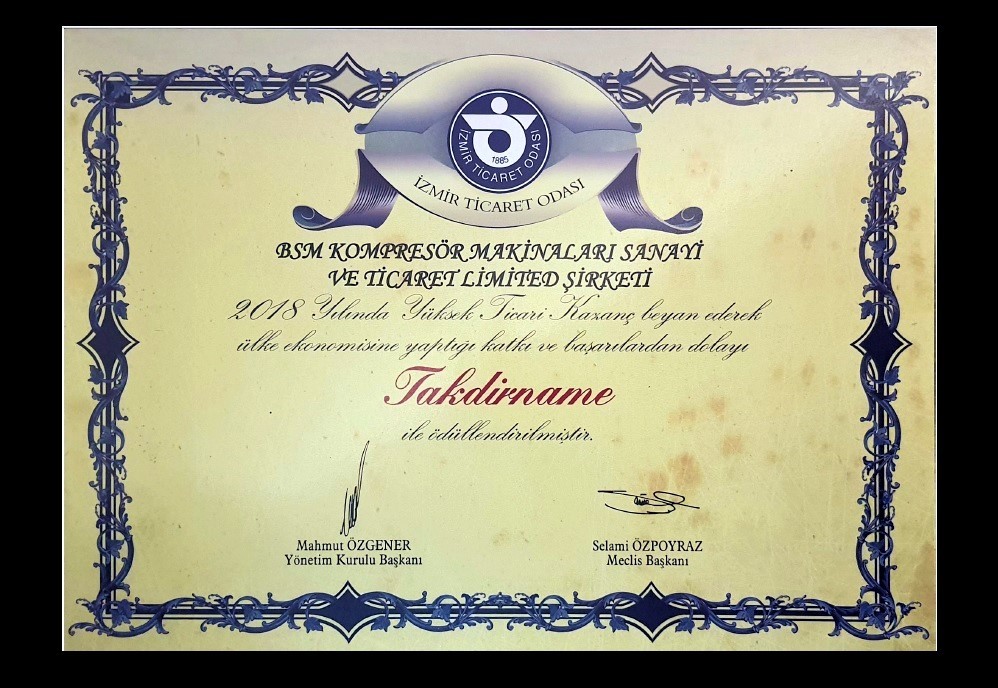 İZMİR TİCARET ODASI
1885
İZMİR TİCARET ODASI
BSM KOMPRESÖR MAKİNALARI SANAYİ
VE TİCARET LİMİTED ŞİRKETİ
2018 Yılında Yüksek Ticari Kazanç beyan ederek
ülke ekonomisine yaptığı katkı ve başarılardan dolayı
Takdirname
ile ödüllendirilmiştir.
Mahmut ÖZGENER Selami ÖZPOYRAZ
Yönetim Kurulu Başkanı Meclis Başkanı